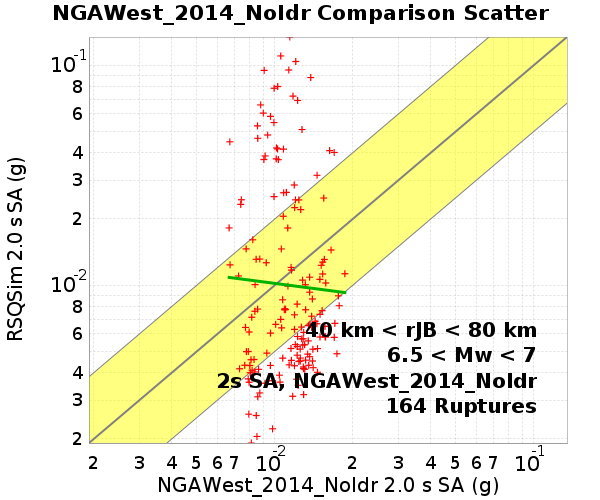 NGAWest_2014_NoIdr Comparison Scatter
10^-1
8
6
4
3
2
10^-2
8
6
4
3
2
RSQSim 2.0 s SA (g)
40 km < rJB < 80 km
6.5 < Mw < 7
2s SA, NGAWest_2014_NoIdr
164 Ruptures
2 3 4 5 6 7 10^-2 2 3 4 5 6 7 10^-1
NGAWest_2014_NoIdr 2.0 s SA (g)